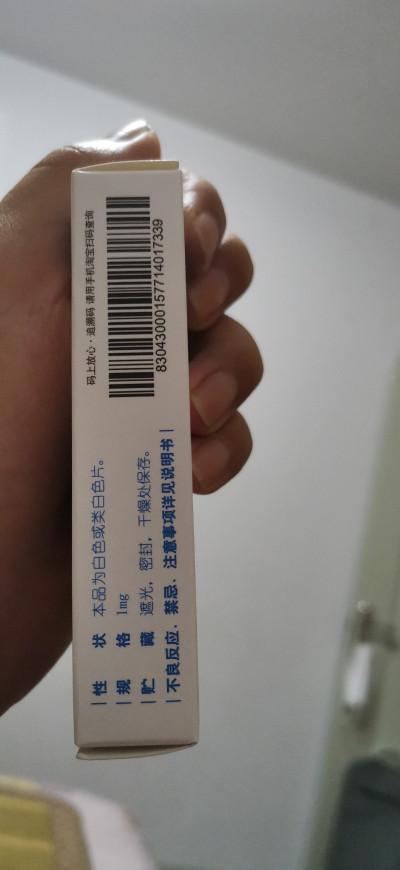 码上放心·追溯码 请用手机淘宝扫码查询
83043000157714017339
性 状 本品为白色或类白色片。
规 格 1mg
贮 藏 遮光，密封，干燥处保存。
不良反应、禁忌、注意事项详见说明书